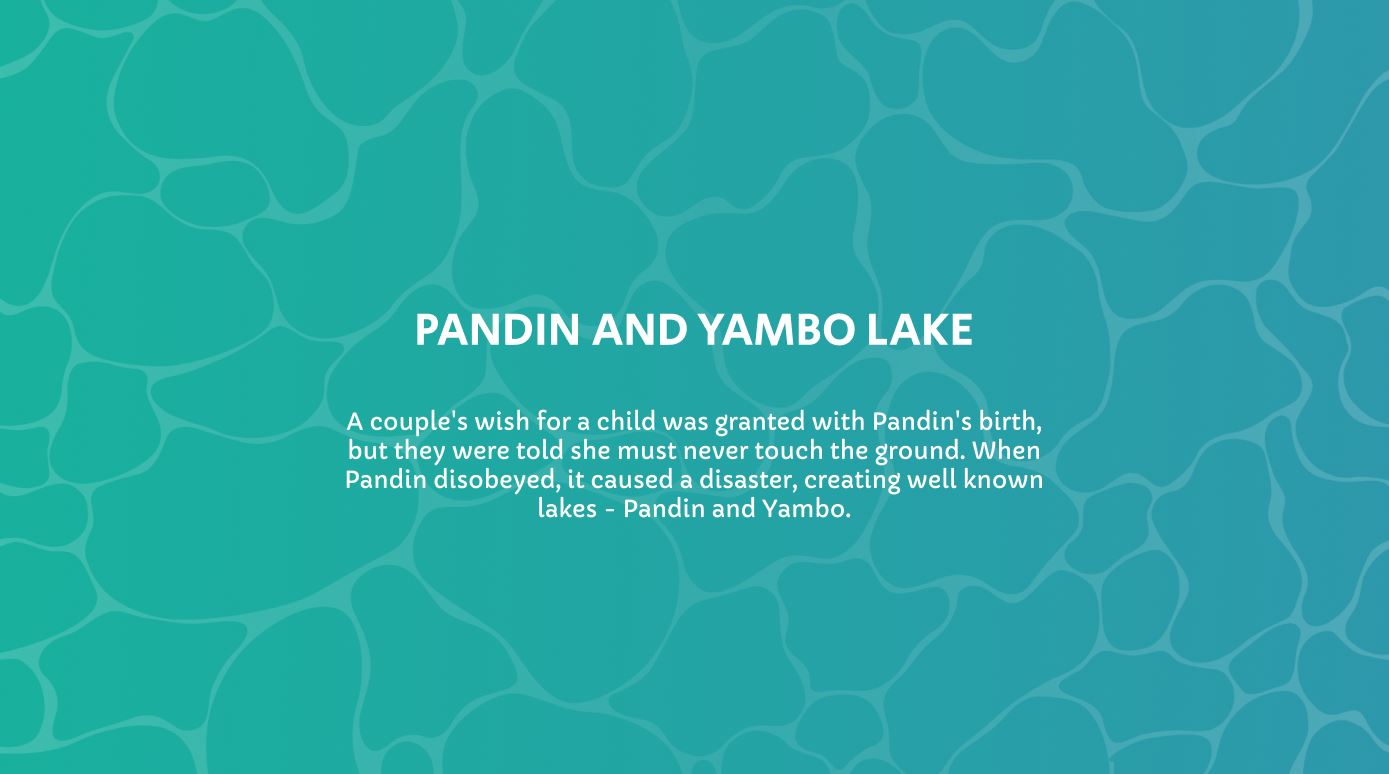 PANDIN AND YAMBO LAKE
A couple's wish for a child was granted with Pandin's birth,
but they were told she must never touch the ground. When
Pandin disobeyed, it caused a disaster, creating well known
lakes - Pandin and Yambo.